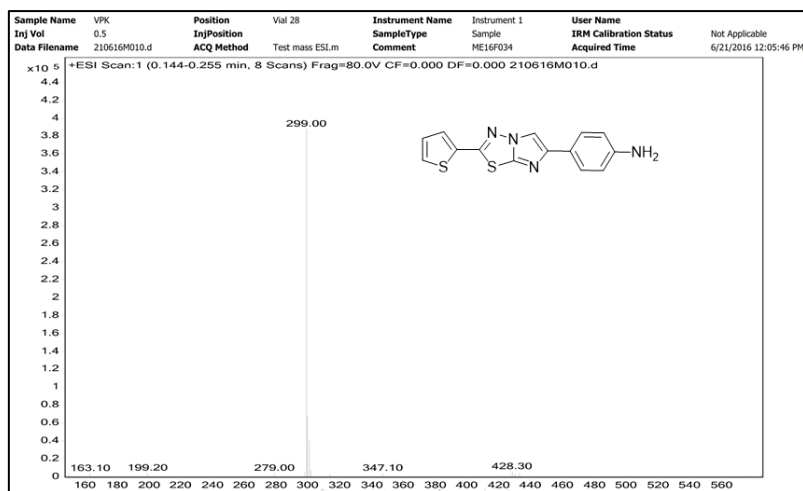 Sample Name VPK Position Vial 28 Instrument Name Instrument 1 User Name
Inj Vol 0.5 InjPosition SampleType Sample IRM Calibration Status Not Applicable
Data Filename 210616M010.d ACQ Method Test mass ESI.m Comment ME16F034 Acquired Time 6/21/2016 12:05:46 PM
x10 5 +ESI Scan:1 (0.144-0.255 min, 8 Scans) Frag=80.0V CF=0.000 DF=0.000 210616M010.d
4.4
4.2
4
3.8
3.6
3.4
3.2
3
2.8
2.6
2.4
2.2
2
1.8
1.6
1.4
1.2
1
0.8
0.6
0.4
0.2
0
299.00
N N
S S N
NH2
163.10 199.20 279.00 347.10 428.30
160 180 200 220 240 260 280 300 320 340 360 380 400 420 440 460 480 500 520 540 560